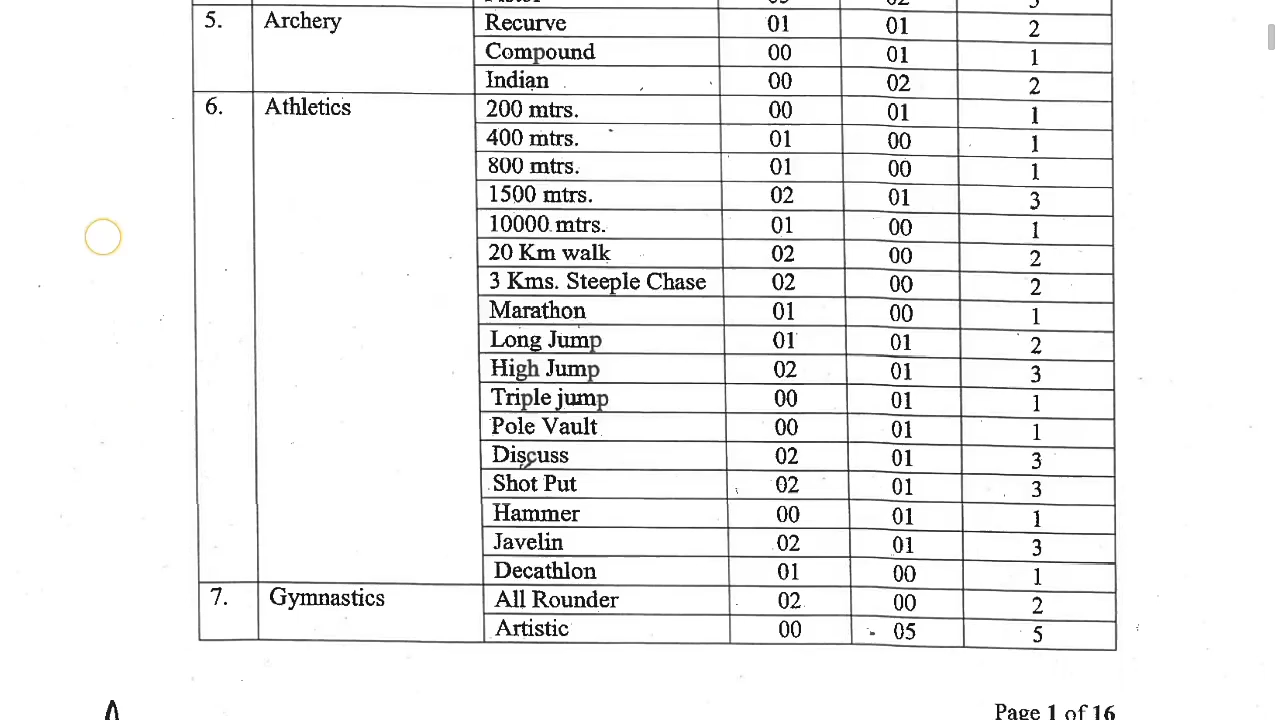 5. Archery Recurve 01 01 2
Compound 00 01 1
Indian 00 02 2
6. Athletics 200 mtrs. 00 01 1
400 mtrs. 01 00 1
800 mtrs. 01 00 1
1500 mtrs. 02 01 3
10000 mtrs. 01 00 1
20 Km walk 02 00 2
3 Kms. Steeple Chase 02 00 2
Marathon 01 00 1
Long Jump 01 01 2
High Jump 02 01 3
Triple jump 00 01 1
Pole Vault 00 01 1
Discuss 02 01 3
Shot Put 02 01 3
Hammer 00 01 1
Javelin 02 01 3
Decathlon 01 00 1
7. Gymnastics All Rounder 02 00 2
Artistic 00 05 5
Page 1 of 16